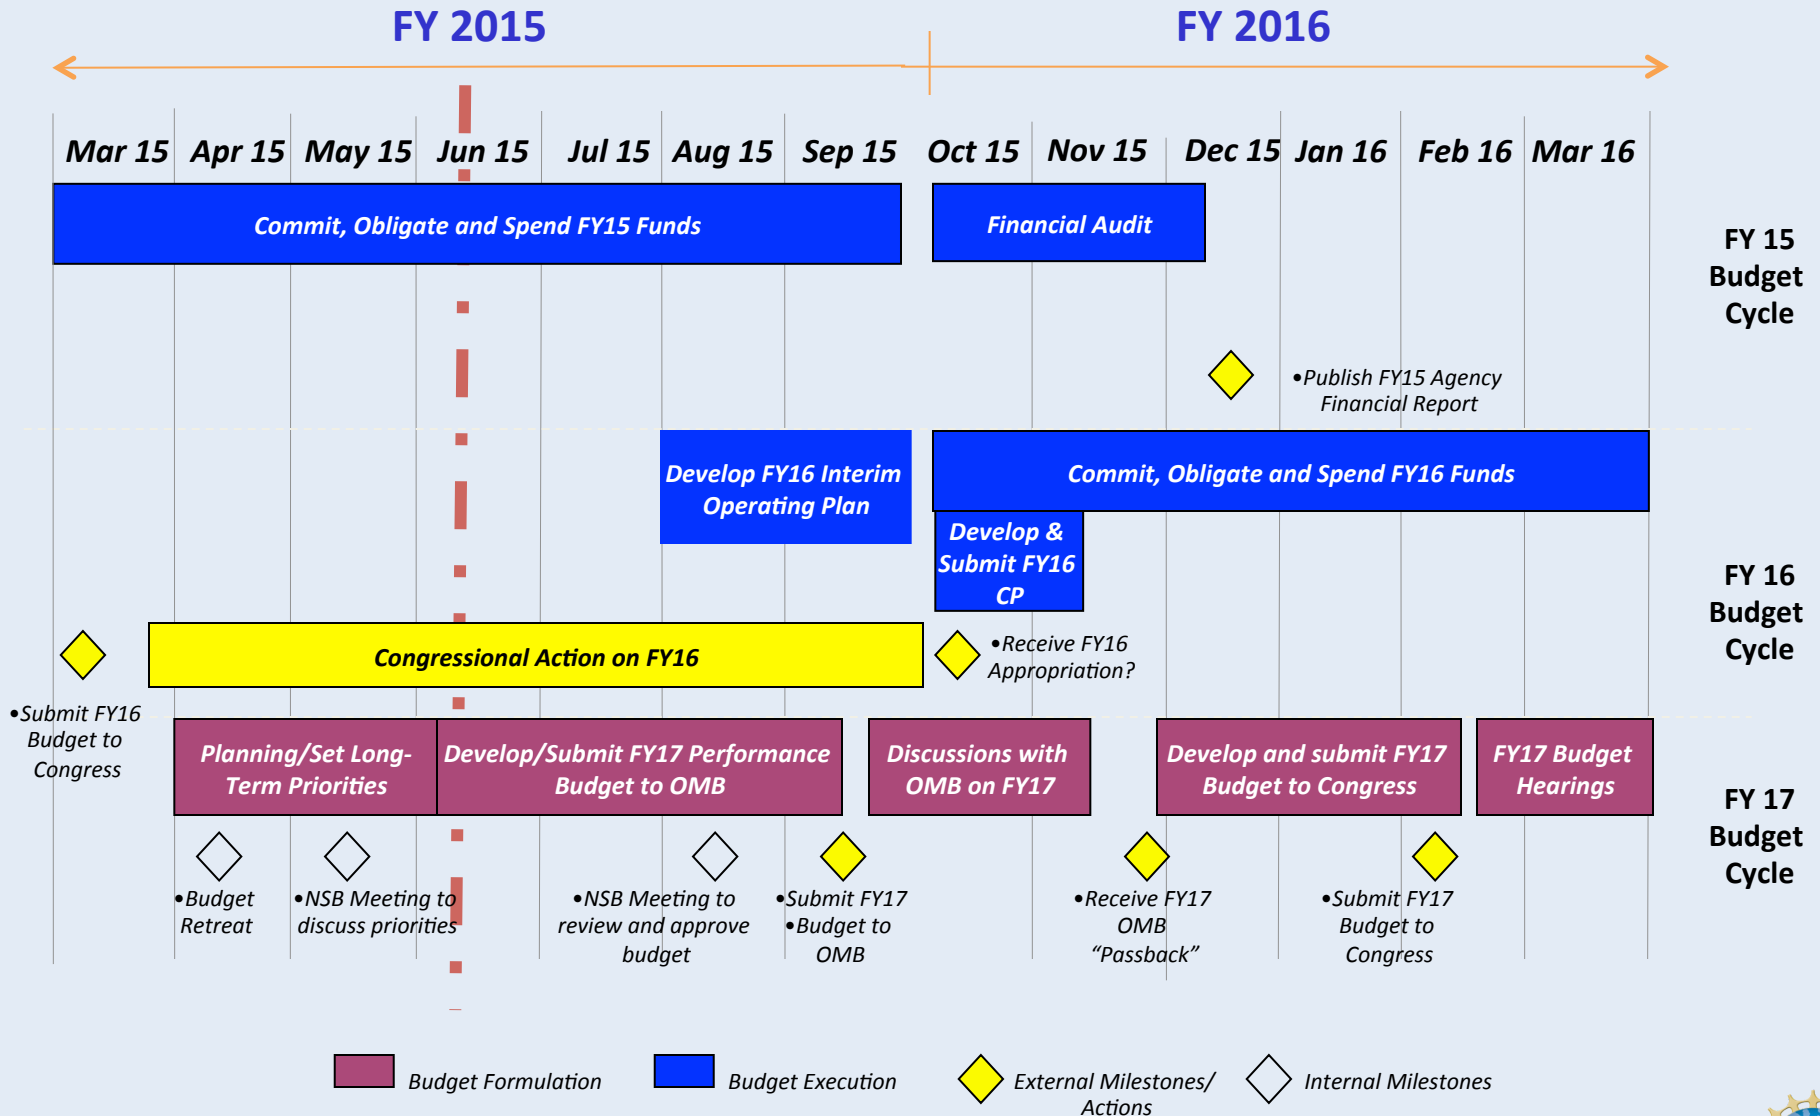 FY 2015
FY 2016
Mar 15
Apr 15
May 15
Jun 15
Jul 15
Aug 15
Sep 15
Oct 15
Nov 15
Dec 15
Jan 16
Feb 16
Mar 16
Commit, Obligate and Spend FY15 Funds
Financial Audit
FY 15
Budget
Cycle
•Publish FY15 Agency
Financial Report
Develop FY16 Interim
Operating Plan
Commit, Obligate and Spend FY16 Funds
Develop &
Submit FY16
CP
FY 16
Budget
Cycle
Congressional Action on FY16
•Receive FY16
Appropriation?
•Submit FY16
Budget to
Congress
Planning/Set Long-
Term Priorities
Develop/Submit FY17 Performance
Budget to OMB
Discussions with
OMB on FY17
Develop and submit FY17
Budget to Congress
FY17 Budget
Hearings
FY 17
Budget
Cycle
•Budget
Retreat
•NSB Meeting to
discuss priorities
•NSB Meeting to
review and approve
budget
•Submit FY17
•Budget to
OMB
•Receive FY17
OMB
“Passback”
•Submit FY17
Budget to
Congress
Budget Formulation
Budget Execution
External Milestones/
Actions
Internal Milestones